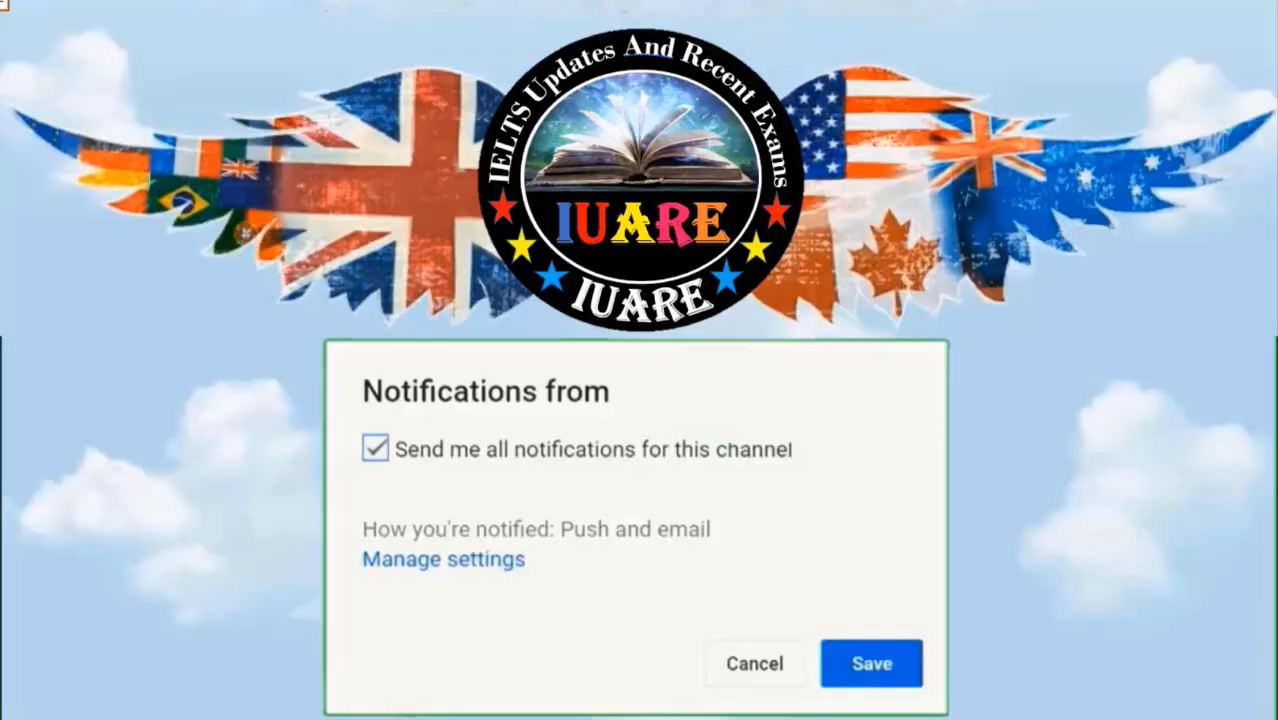 IELTS Updates And Recent Exams
IUARE
IUARE
Notifications from
Send me all notifications for this channel
How you're notified: Push and email
Manage settings
Cancel
Save